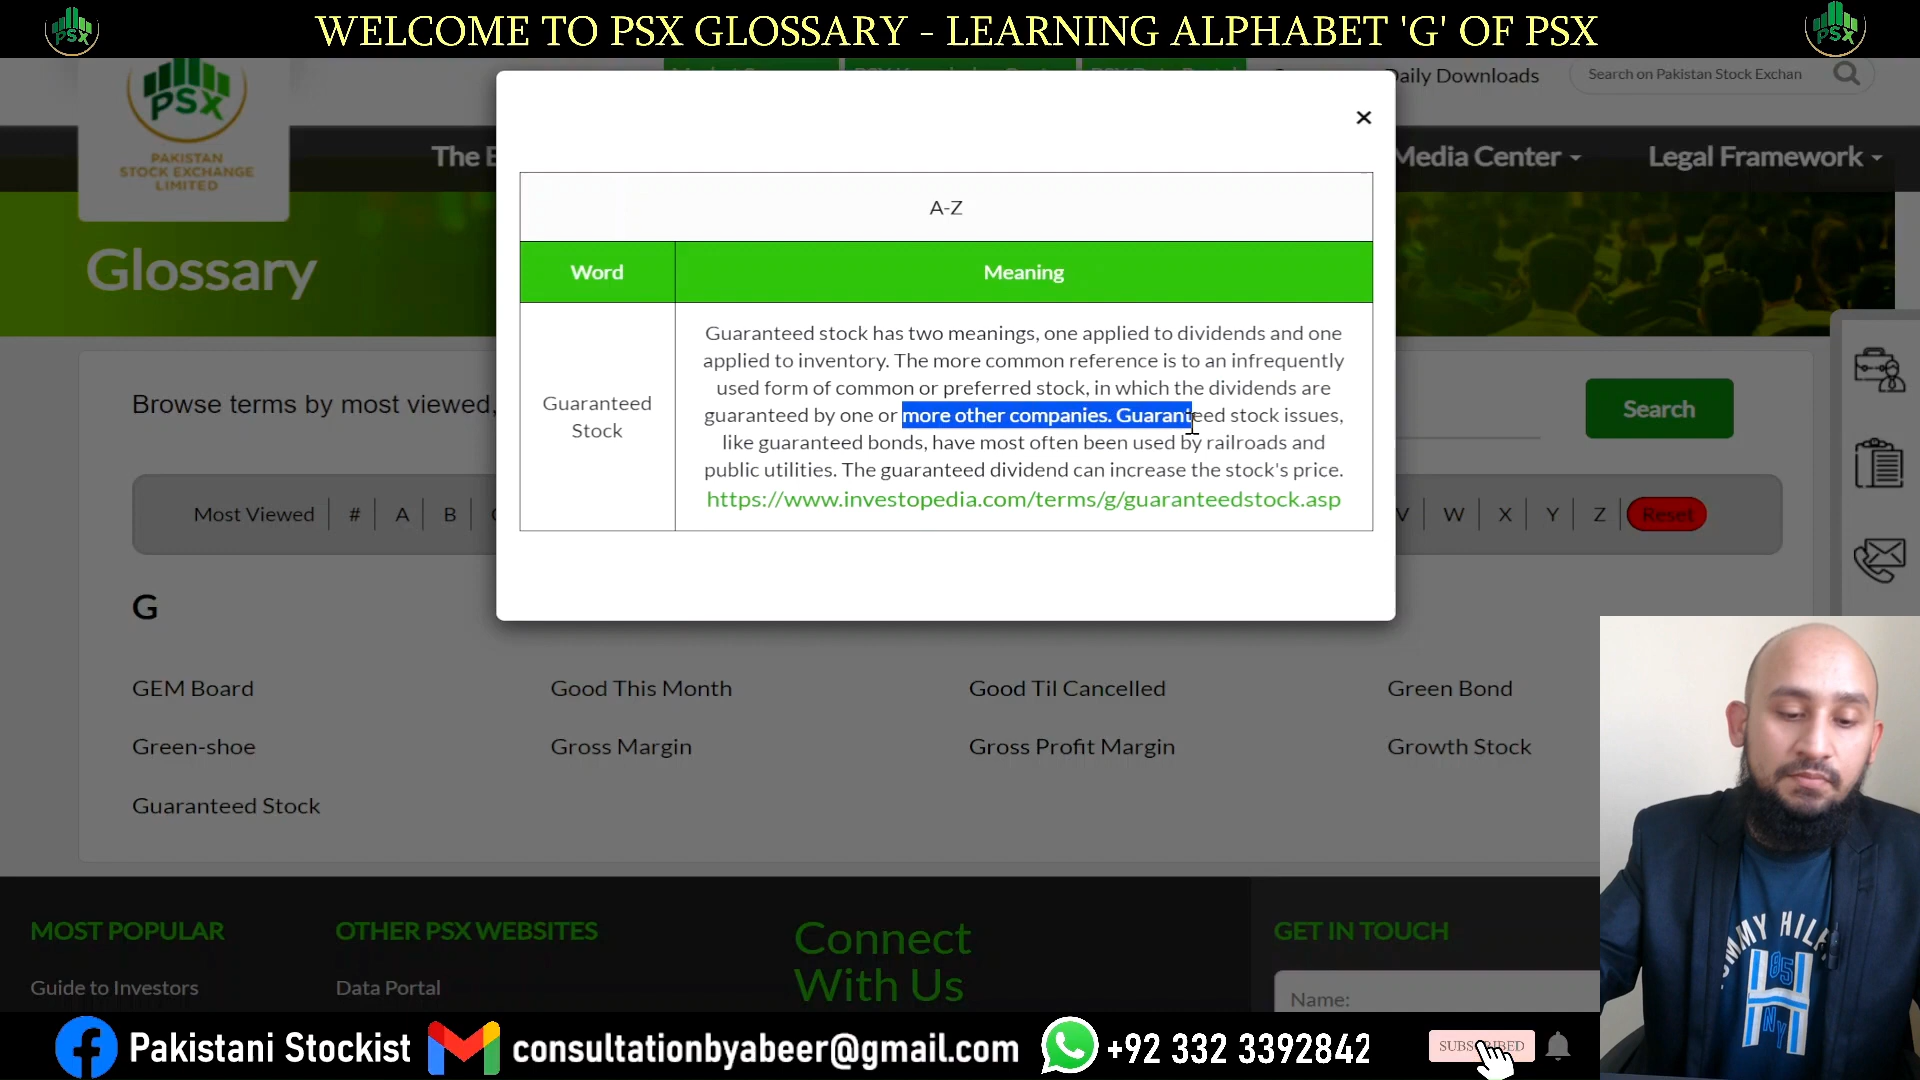 WELCOME TO PSX GLOSSARY - LEARNING ALPHABET 'G' OF PSX
PSX
PSX
Daily Downloads
Search on Pakistan Stock Exchan
PSX
PAKISTAN
STOCK EXCHANGE
LIMITED
The E
Media Center
Legal Framework
×
A-Z
Word
Meaning
Glossary
Guaranteed
Stock
Guaranteed stock has two meanings, one applied to dividends and one
applied to inventory. The more common reference is to an infrequently
used form of common or preferred stock, in which the dividends are
guaranteed by one or more other companies. Guaranteed stock issues,
like guaranteed bonds, have most often been used by railroads and
public utilities. The guaranteed dividend can increase the stock's price.
https://www.investopedia.com/terms/g/guaranteedstock.asp
Browse terms by most viewed,
Search
Most Viewed | # | A | B |
V | W | X | Y | Z | Reset
G
GEM Board
Good This Month
Good Til Cancelled
Green Bond
Green-shoe
Gross Margin
Gross Profit Margin
Growth Stock
Guaranteed Stock
MOST POPULAR
Guide to Investors
OTHER PSX WEBSITES
Data Portal
Connect
With Us
GET IN TOUCH
Name:
85
H
NY
Pakistani Stockist
consultationbyabeer@gmail.com
+92 332 3392842